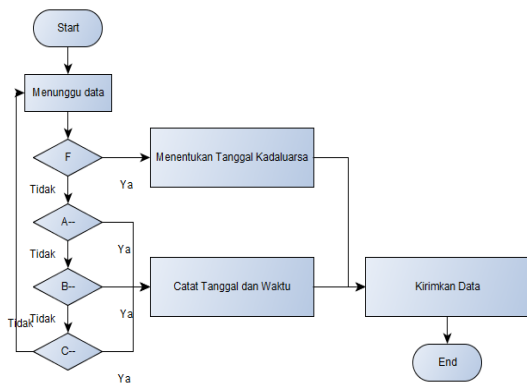 Start
Menunggu data
F
Menentukan Tanggal Kadaluarsa
Tidak
Ya
A--
Tidak
Ya
B--
Catat Tanggal dan Waktu
Kirimkan Data
Tidak
Tidak
Ya
C--
End
Ya